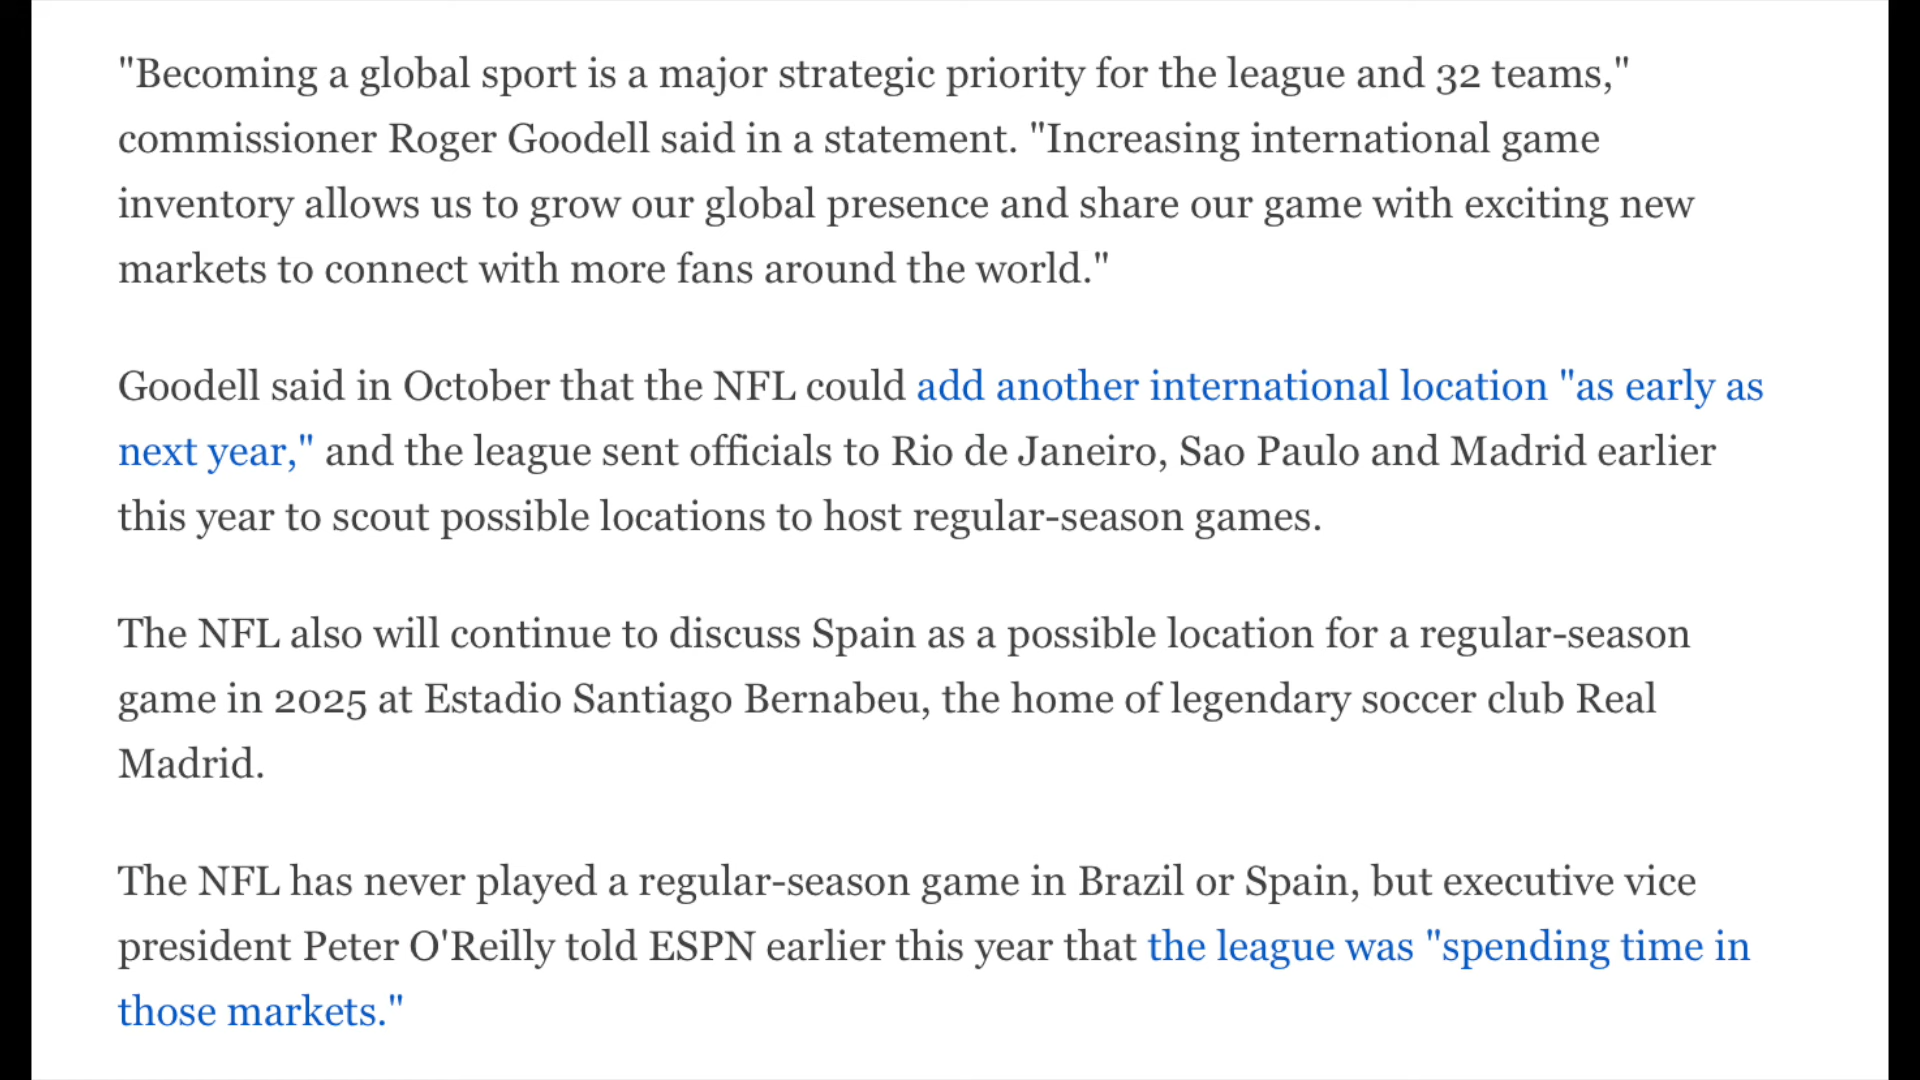 "Becoming a global sport is a major strategic priority for the league and 32 teams,"
commissioner Roger Goodell said in a statement. "Increasing international game
inventory allows us to grow our global presence and share our game with exciting new
markets to connect with more fans around the world."
Goodell said in October that the NFL could add another international location "as early as
next year," and the league sent officials to Rio de Janeiro, Sao Paulo and Madrid earlier
this year to scout possible locations to host regular-season games.
The NFL also will continue to discuss Spain as a possible location for a regular-season
game in 2025 at Estadio Santiago Bernabeu, the home of legendary soccer club Real
Madrid.
The NFL has never played a regular-season game in Brazil or Spain, but executive vice
president Peter O'Reilly told ESPN earlier this year that the league was "spending time in
those markets."